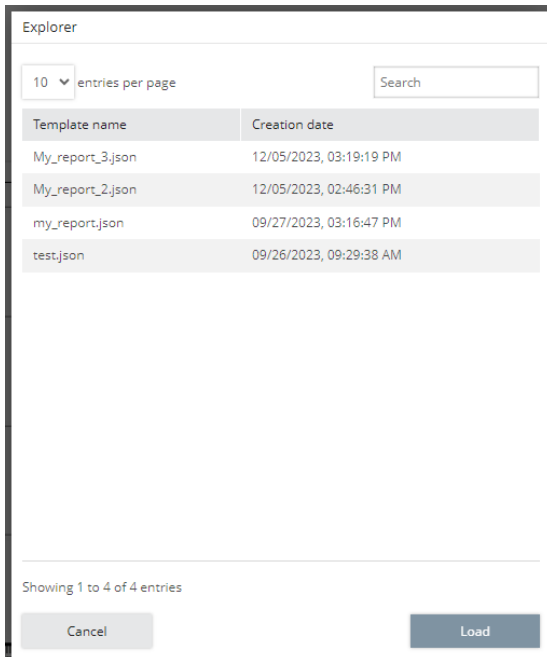 Explorer
10 entries per page
Search
Template name Creation date
My_report_3.json 12/05/2023, 03:19:19 PM
My_report_2.json 12/05/2023, 02:46:31 PM
my_report.json 09/27/2023, 03:16:47 PM
test.json 09/26/2023, 09:29:38 AM
Showing 1 to 4 of 4 entries
Cancel Load